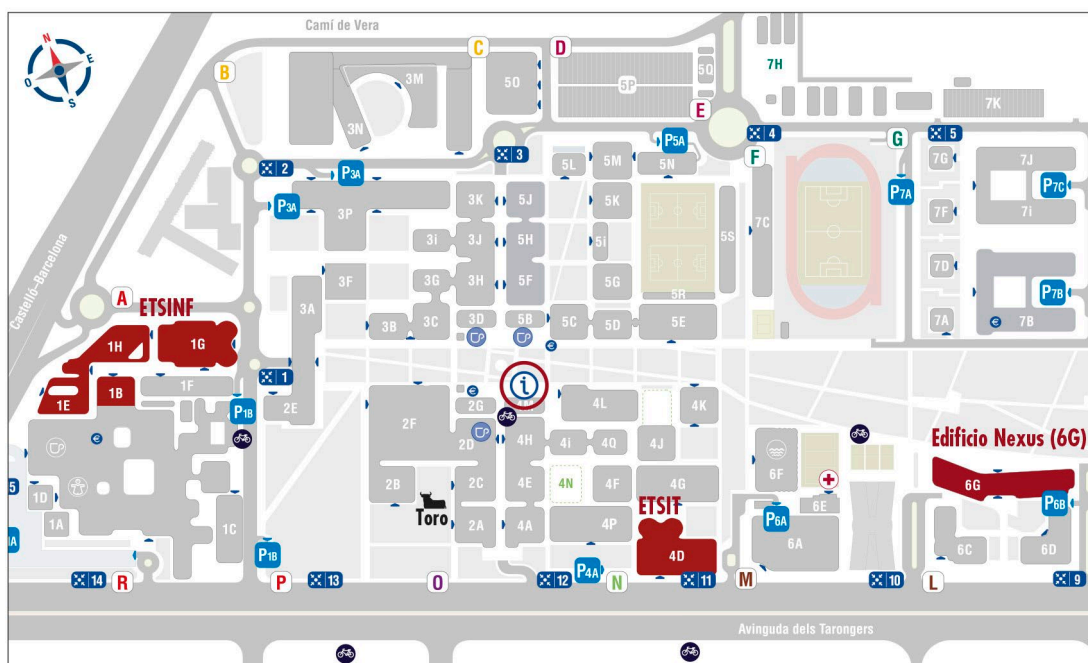 Camí de Vera
N
E
S
O
C
D
B
3M
5O
5P
5Q
7H
E
7K
3N
P5A
4
G
5
3
F
2
P3A
5L
5M
5N
7G
7J
P7C
P3A
3P
3K
5J
5K
7C
P7A
7F
7i
Castelló-Barcelona
3i
3J
5H
5i
5S
3F
3G
3H
5F
5G
7D
P7B
A
ETSINF
3A
3B
3C
3D
5B
5C
5D
5R
5E
7A
€
7B
1H
1G
€
1
i
1E
1B
1F
P1B
2E
2F
€
2G
4L
4K
€
2D
4H
4i
4Q
4J
6F
Edificio Nexus (6G)
1D
2B
2C
4E
4N
4F
4G
6G
P6B
1A
1C
Toro
2A
4A
4P
ETSIT
4D
P6A
6E
6A
6C
6D
P1B
P4A
14
R
P
13
O
12
N
11
M
10
L
9
Avinguda dels Tarongers